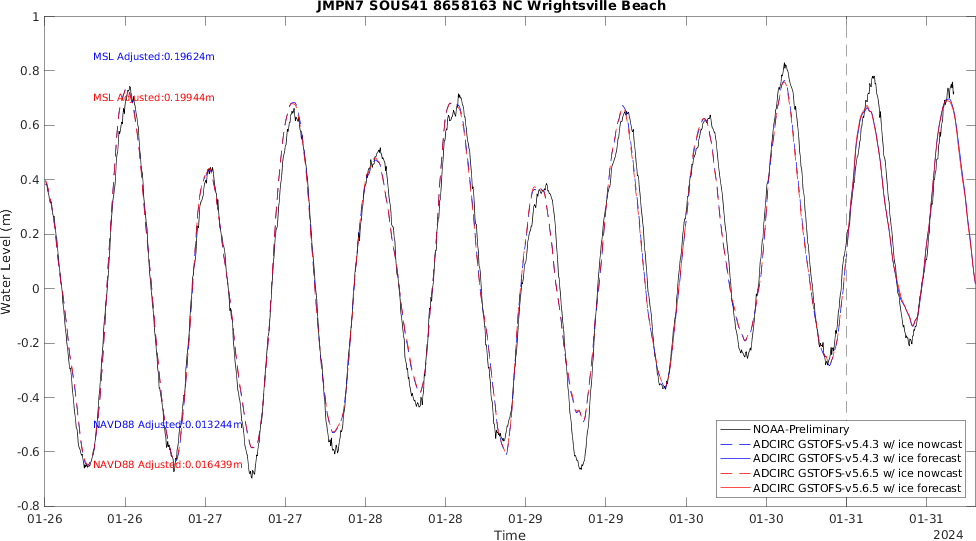 JMPN7 SOUS41 8658163 NC Wrightsville Beach
1
0.8
0.6
0.4
0.2
0
-0.2
-0.4
-0.6
-0.8
Water Level (m)
MSL Adjusted:0.19624m
MSL Adjusted:0.19944m
NAVD88 Adjusted:0.013244m
NAVD88 Adjusted:0.016439m
NOAA-Preliminary
ADCIRC GSTOFS-v5.4.3 w/ ice nowcast
ADCIRC GSTOFS-v5.4.3 w/ ice forecast
ADCIRC GSTOFS-v5.6.5 w/ ice nowcast
ADCIRC GSTOFS-v5.6.5 w/ ice forecast
01-26 01-26 01-27 01-27 01-28 01-28 01-29 01-29 01-30 01-30 01-31 01-31
2024
Time